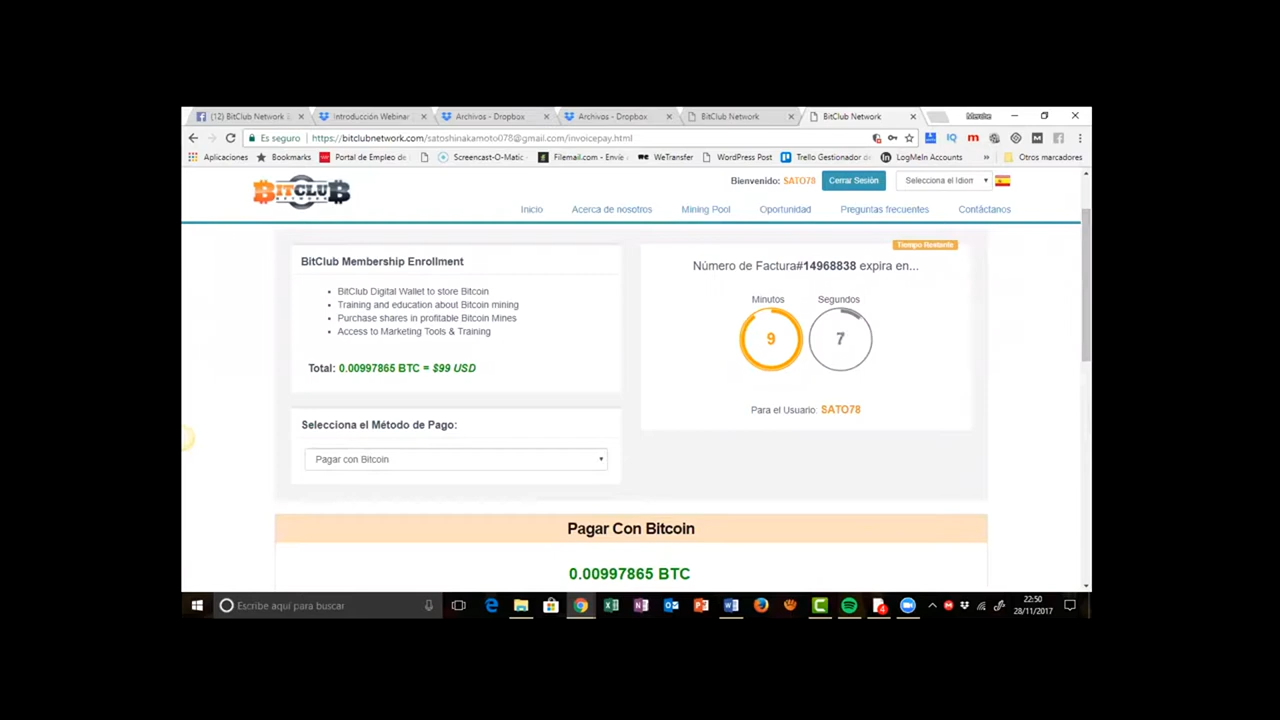 (12) BitClub Network
Introducción Webinar
Archivos - Dropbox
Archivos - Dropbox
BitClub Network
BitClub Network
Merche
Es seguro
https://bitclubnetwork.com/satoshinakamoto078@gmail.com/invoicepay.html
Aplicaciones
Bookmarks
Portal de Empleo de
Screencast-O-Matic -
Filemail.com - Envíe
WeTransfer
WordPress Post
Trello Gestionador de
LogMeIn Accounts
»
Otros marcadores
BITCLUB
NETWORK
Bienvenido: SATO78
Cerrar Sesión
Selecciona el Idiom
Inicio
Acerca de nosotros
Mining Pool
Oportunidad
Preguntas frecuentes
Contáctanos
BitClub Membership Enrollment
• BitClub Digital Wallet to store Bitcoin
• Training and education about Bitcoin mining
• Purchase shares in profitable Bitcoin Mines
• Access to Marketing Tools & Training
Total: 0.00997865 BTC = $99 USD
Tiempo Restante
Número de Factura#14968838 expira en...
Minutos
Segundos
9
7
Para el Usuario: SATO78
Selecciona el Método de Pago:
Pagar con Bitcoin
Pagar Con Bitcoin
0.00997865 BTC
Escribe aquí para buscar
22:50
28/11/2017